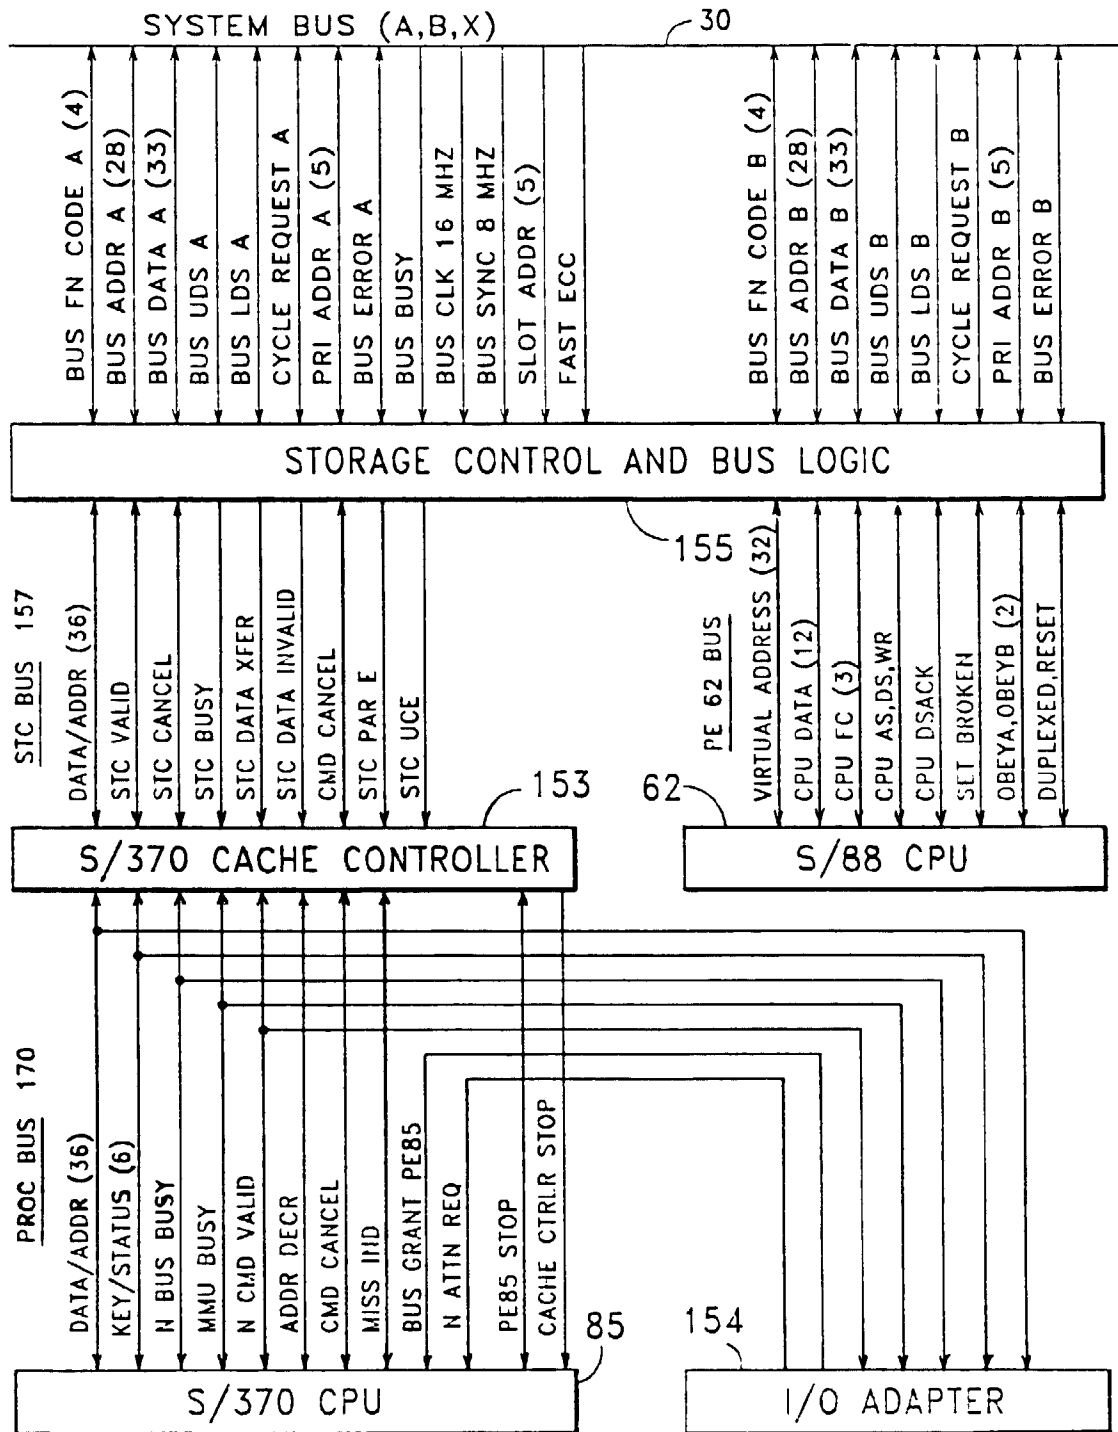 SYSTEM BUS (A,B,X)
30
BUS FN CODE A (4)
BUS ADDR A (28)
BUS DATA A (33)
BUS UDS A
BUS LDS A
CYCLE REQUEST A
PRI ADDR A (5)
BUS ERROR A
BUS BUSY
BUS CLK 16 MHZ
BUS SYNC 8 MHZ
SLOT ADDR (5)
FAST ECC
BUS FN CODE B (4)
BUS ADDR B (28)
BUS DATA B (33)
BUS UDS B
BUS LDS B
CYCLE REQUEST B
PRI ADDR B (5)
BUS ERROR B
STORAGE CONTROL AND BUS LOGIC
155
STC BUS 157
DATA/ADDR (36)
STC VALID
STC CANCEL
STC BUSY
STC DATA XFER
STC DATA INVALID
CMD CANCEL
STC PAR E
STC UCE
PE 62 BUS
VIRTUAL ADDRESS (32)
CPU DATA (12)
CPU FC (3)
CPU AS,DS,WR
CPU DSACK
SET BROKEN
OBEYA,OBEYB (2)
DUPLEXED,RESET
153
62
S/370 CACHE CONTROLLER
S/88 CPU
PROC BUS 170
DATA/ADDR (36)
KEY/STATUS (6)
N BUS BUSY
MMU BUSY
N CMD VALID
ADDR DECR
CMD CANCEL
MISS IND
BUS GRANT PE85
N ATTN REQ
PE85 STOP
CACHE CTRLR STOP
85
154
S/370 CPU
I/O ADAPTER